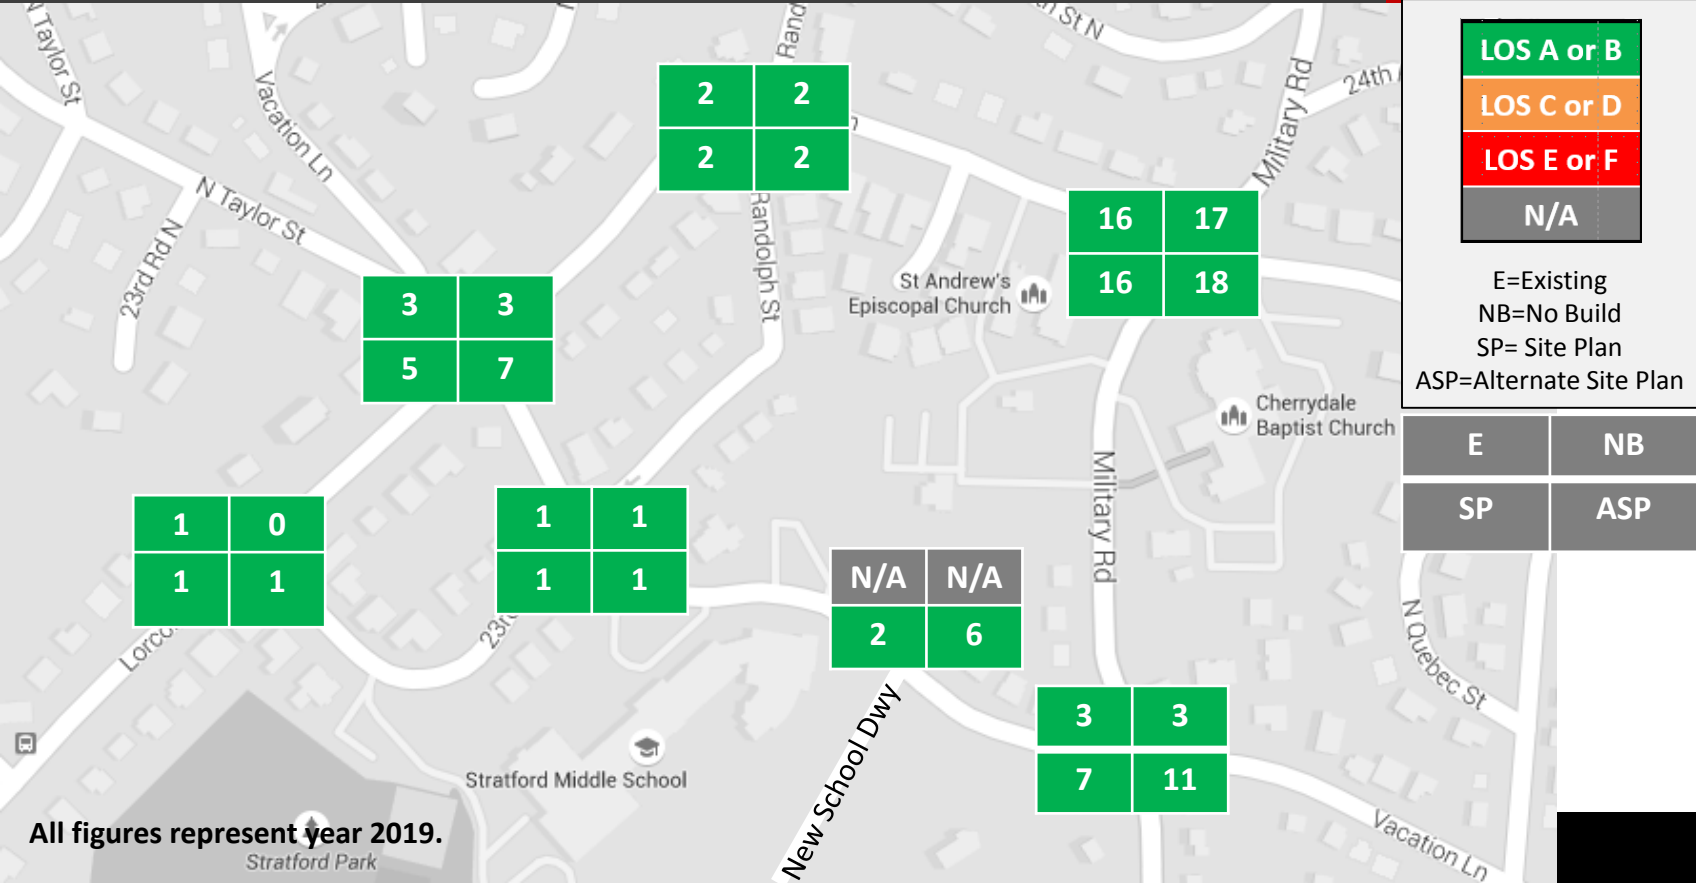 N Taylor St
Vacation Ln
Rand
th St N
Military Rd
24th
LOS A or B
LOS C or D
LOS E or F
N/A
E=Existing
NB=No Build
SP= Site Plan
ASP=Alternate Site Plan
E NB
SP ASP
2 2
2 2
N Taylor St
23rd Rd N
Randolph St
16 17
16 18
St Andrew's
Episcopal Church
3 3
5 7
Cherrydale
Baptist Church
Military Rd
1 0
1 1
1 1
1 1
N/A N/A
2 6
Lorco
23r
N Quebec St
3 3
7 11
New School Dwy
Stratford Middle School
Vacation Ln
All figures represent year 2019.
Stratford Park